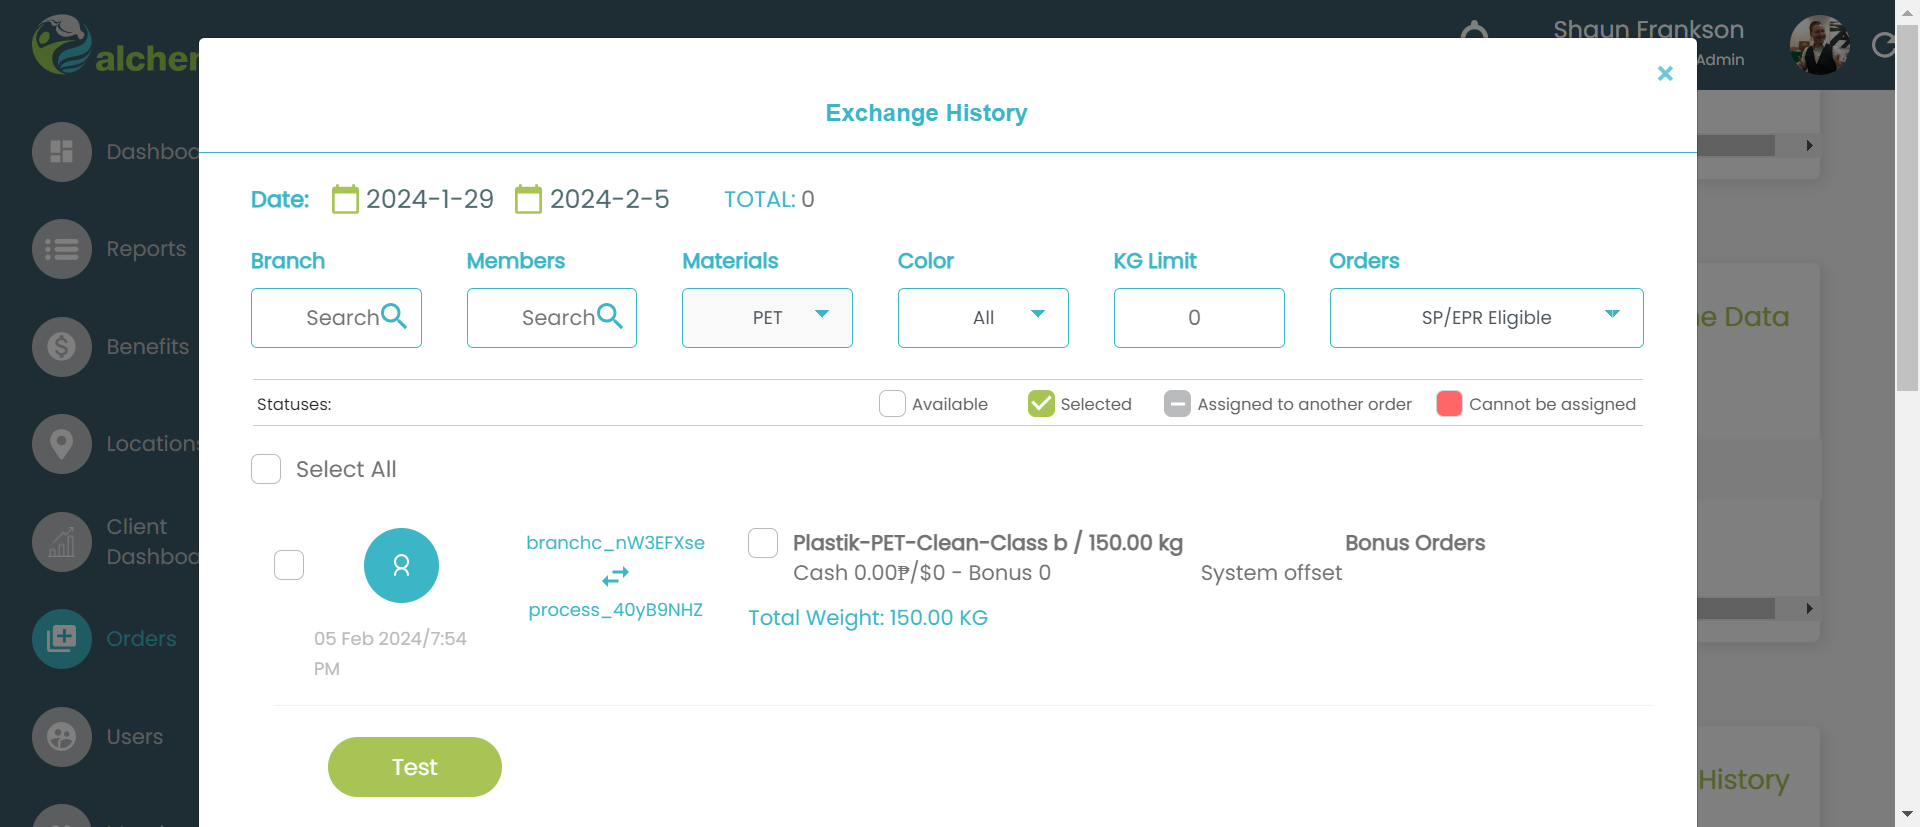 alcher
Shaun Frankson
Admin
Exchange History
Date: 2024-1-29 2024-2-5 TOTAL: 0
Branch Members Materials Color KG Limit Orders
Search Search PET All 0 SP/EPR Eligible
Statuses: Available Selected Assigned to another order Cannot be assigned
Select All
branchc_nW3EFXse
process_40yB9NHZ
05 Feb 2024/7:54
PM
Plastik-PET-Clean-Class b / 150.00 kg Bonus Orders
Cash 0.00₱/$0 - Bonus 0 System offset
Total Weight: 150.00 KG
Test
Dashboa
Reports
Benefits
Locations
Client
Dashboa
Orders
Users
e Data
History